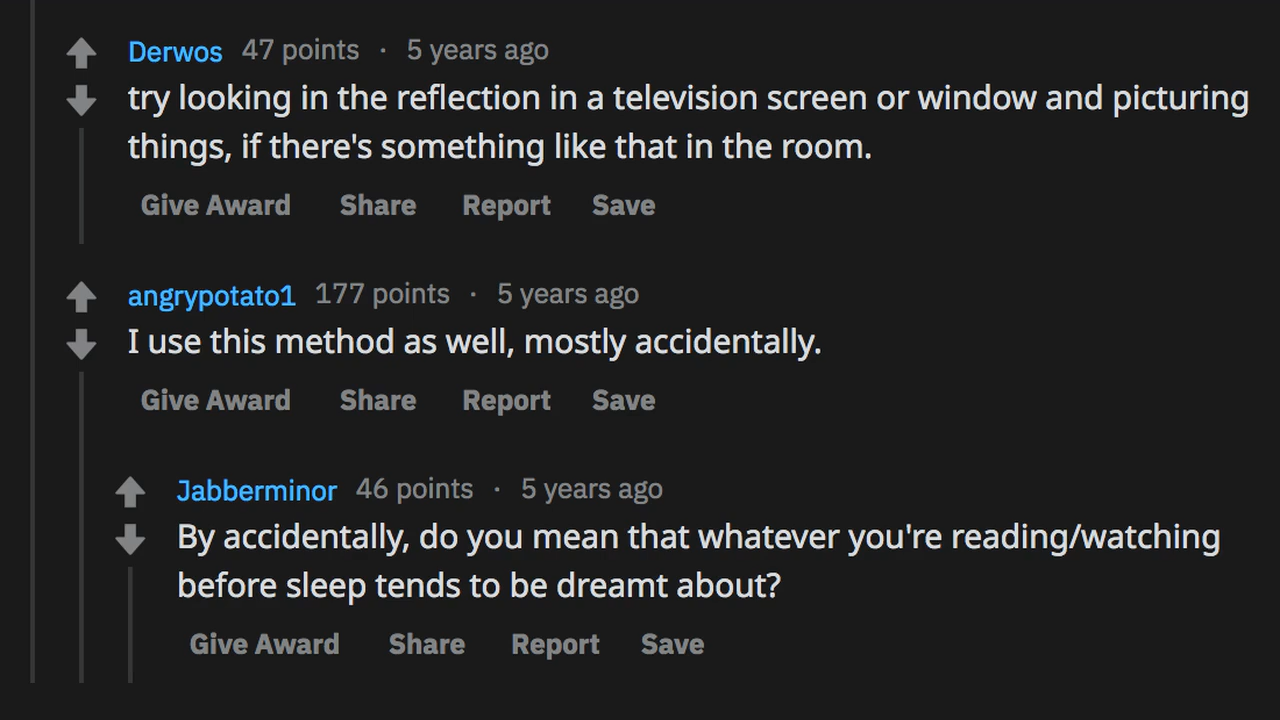 Derwos 47 points · 5 years ago
try looking in the reflection in a television screen or window and picturing
things, if there's something like that in the room.
Give Award Share Report Save
angrypotato1 177 points · 5 years ago
I use this method as well, mostly accidentally.
Give Award Share Report Save
Jabberminor 46 points · 5 years ago
By accidentally, do you mean that whatever you're reading/watching
before sleep tends to be dreamt about?
Give Award Share Report Save